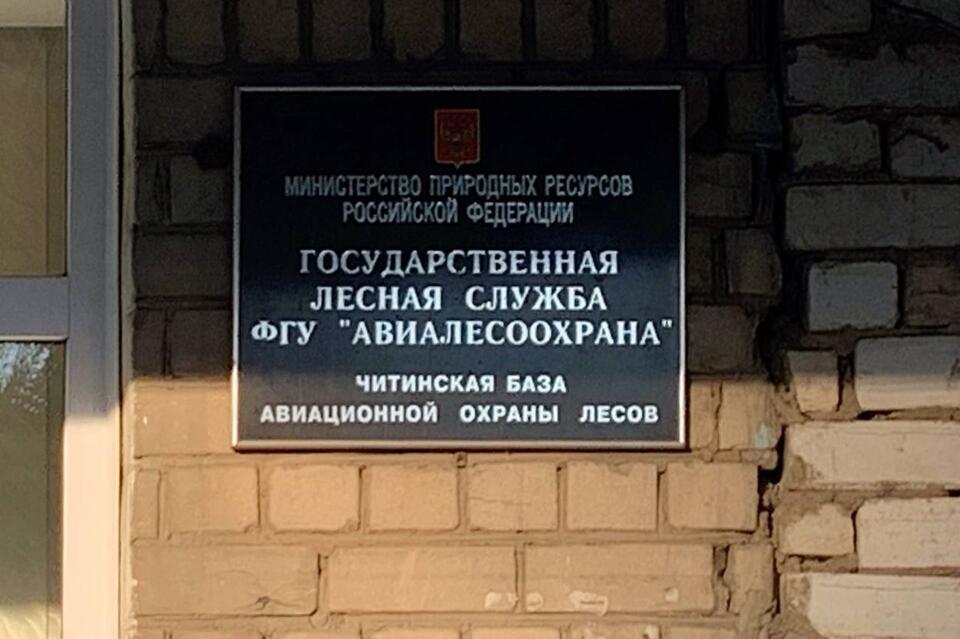 МИНИСТЕРСТВО ПРИРОДНЫХ РЕСУРСОВ
РОССИЙСКОЙ ФЕДЕРАЦИИ
ГОСУДАРСТВЕННАЯ
ЛЕСНАЯ СЛУЖБА
ФГУ "АВИАЛЕСООХРАНА"
ЧИТИНСКАЯ БАЗА
АВИАЦИОННОЙ ОХРАНЫ ЛЕСОВ